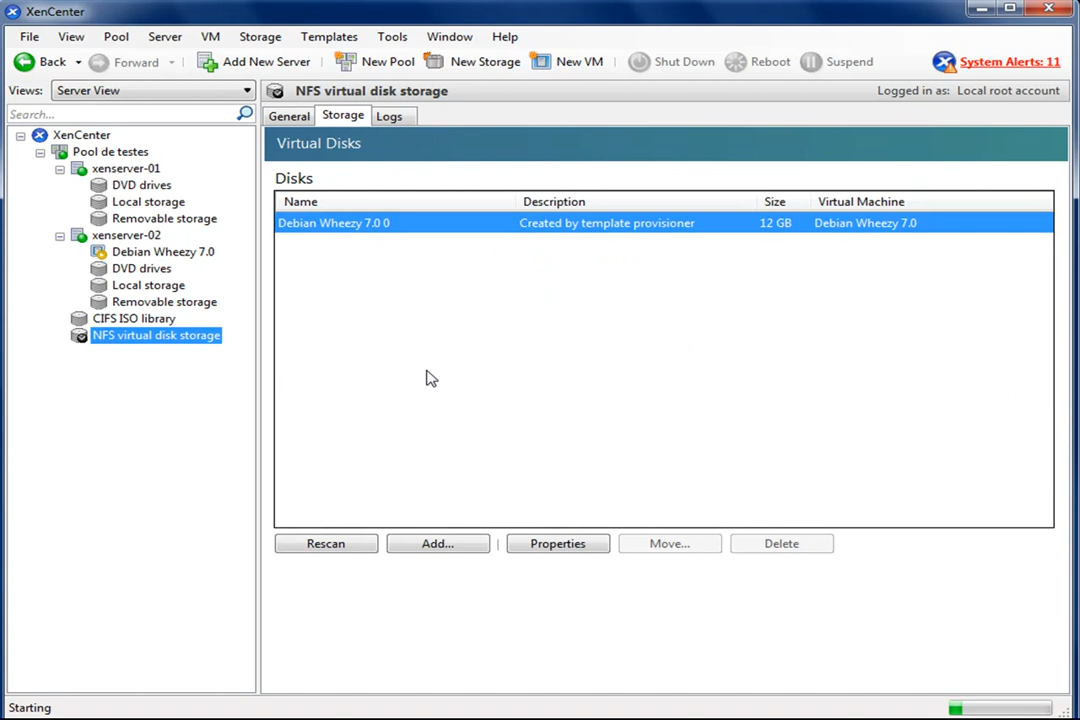 XenCenter
File View Pool Server VM Storage Templates Tools Window Help
Back Forward Add New Server New Pool New Storage New VM Shut Down Reboot Suspend System Alerts: 11
Views: Server View
NFS virtual disk storage Logged in as: Local root account
Search...
General Storage Logs
XenCenter
Pool de testes
xenserver-01
DVD drives
Local storage
Removable storage
xenserver-02
Debian Wheezy 7.0
DVD drives
Local storage
Removable storage
CIFS ISO library
NFS virtual disk storage
Virtual Disks
Disks
Name Description Size Virtual Machine
Debian Wheezy 7.0 0 Created by template provisioner 12 GB Debian Wheezy 7.0
Rescan Add... | Properties Move... Delete
Starting